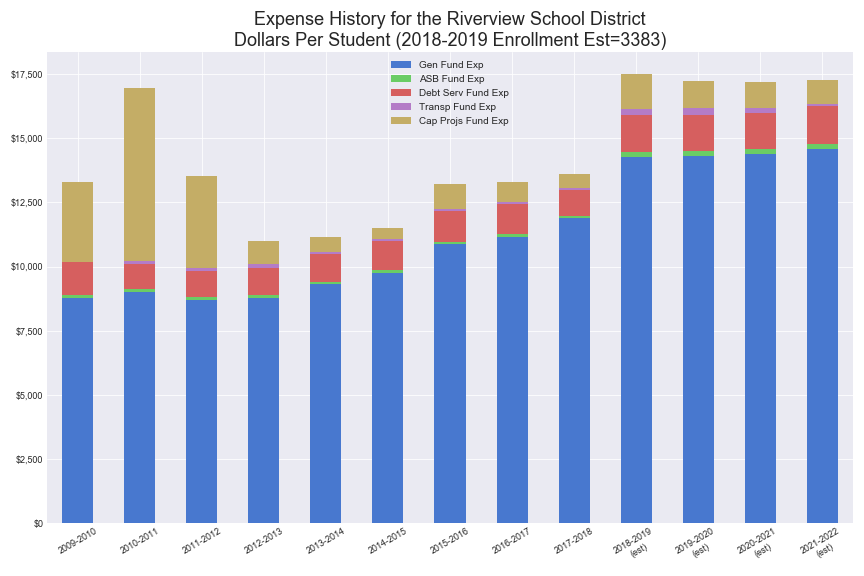 Expense History for the Riverview School District
Dollars Per Student (2018-2019 Enrollment Est=3383)
Gen Fund Exp
ASB Fund Exp
Debt Serv Fund Exp
Transp Fund Exp
Cap Projs Fund Exp
$17,500
$15,000
$12,500
$10,000
$7,500
$5,000
$2,500
$0
2009-2010
2010-2011
2011-2012
2012-2013
2013-2014
2014-2015
2015-2016
2016-2017
2017-2018
2018-2019
(est)
2019-2020
(est)
2020-2021
(est)
2021-2022
(est)